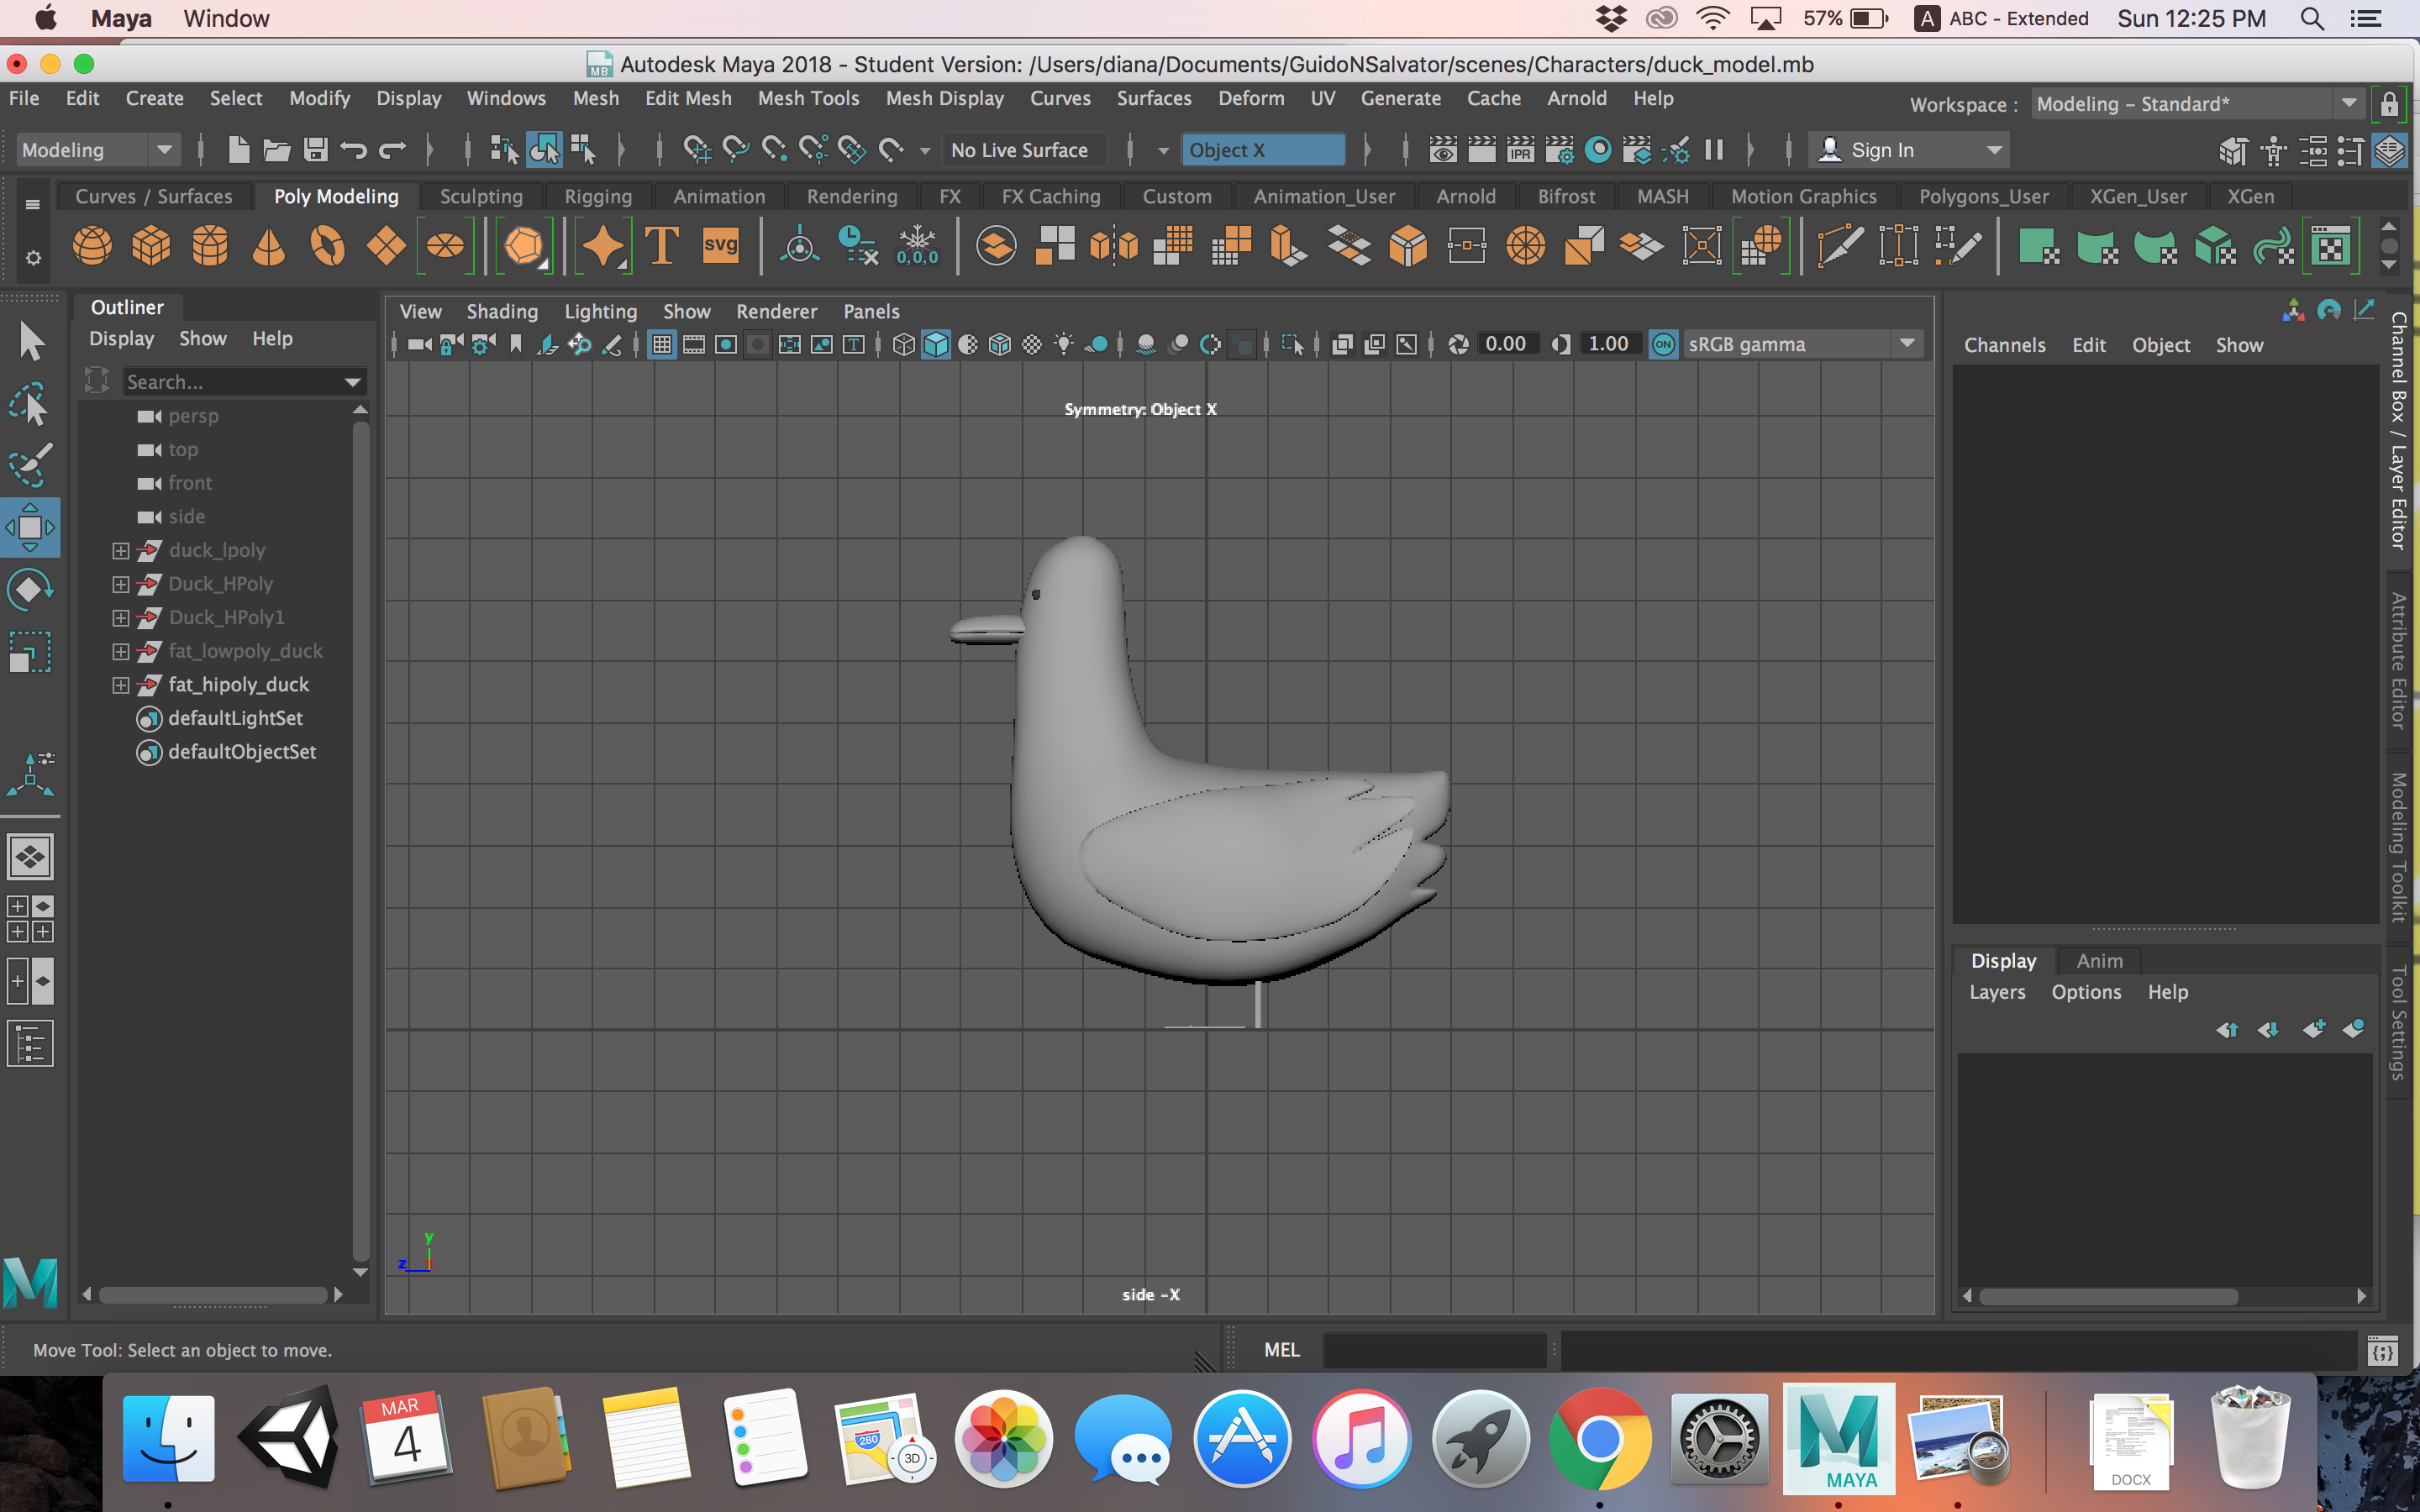 Maya Window 57% A ABC - Extended Sun 12:25 PM
MB Autodesk Maya 2018 - Student Version: /Users/diana/Documents/GuidoNSalvator/scenes/Characters/duck_model.mb
File Edit Create Select Modify Display Windows Mesh Edit Mesh Mesh Tools Mesh Display Curves Surfaces Deform UV Generate Cache Arnold Help Workspace : Modeling - Standard*
Modeling No Live Surface Object X IPR Sign In
Curves / Surfaces Poly Modeling Sculpting Rigging Animation Rendering FX FX Caching Custom Animation_User Arnold Bifrost MASH Motion Graphics Polygons_User XGen_User XGen
T svg 0,0,0
Outliner
Display Show Help
Search...
persp
top
front
side
duck_lpoly
Duck_HPoly
Duck_HPoly1
fat_lowpoly_duck
fat_hipoly_duck
defaultLightSet
defaultObjectSet
View Shading Lighting Show Renderer Panels
T 0.00 1.00 ON sRGB gamma
Symmetry: Object X
y
z x
side -X
Channels Edit Object Show
Channel Box / Layer Editor
Attribute Editor
Modeling Toolkit
Tool Settings
Display Anim
Layers Options Help
Move Tool: Select an object to move. MEL
MAR
4
280
3D
MAYA
DOCX